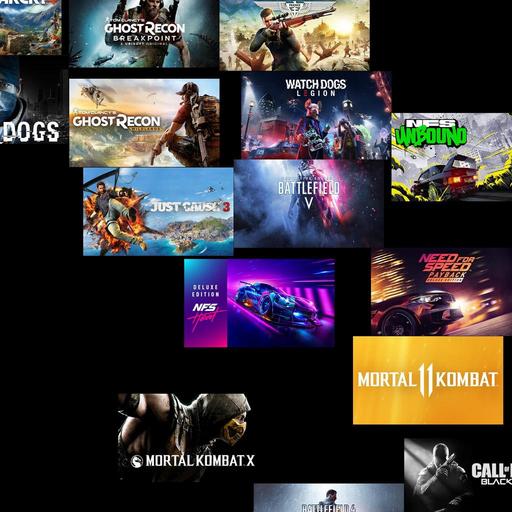 TOM CLANCY'S
GHOST RECON
BREAKPOINT
A UBISOFT ORIGINAL
DOGS
TOM CLANCY'S
GHOST RECON
WILDLANDS
WATCH DOGS
LEGION
NFS
UNBOUND
JUST CAUSE 3
BATTLEFIELD
V
DELUXE
EDITION
NFS
Heat
NEED FOR
SPEED
PAYBACK
DELUXE EDITION
MORTAL 11 KOMBAT
MORTAL KOMBAT X
CALL OF
BLACK
BATTLEFIELD 4